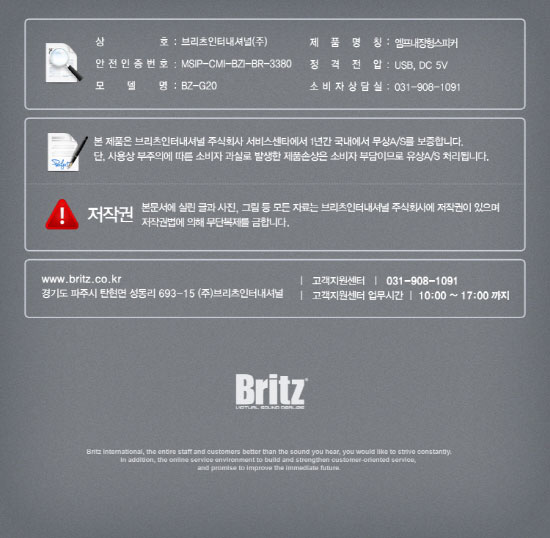 상 호 : 브리츠인터내셔널(주)
제 품 명 칭 : 엠프내장형스피커
안전인증번호 : MSIP-CMI-BZI-BR-3380
정 격 전 압 : USB, DC 5V
모 델 명 : BZ-G20
소비자상담실 : 031-908-1091
본 제품은 브리츠인터내셔널 주식회사 서비스센타에서 1년간 국내에서 무상A/S를 보증합니다.
단, 사용상 부주의에 따른 소비자 과실로 발생한 제품손상은 소비자 부담이므로 유상A/S 처리됩니다.
저작권
본문서에 실린 글과 사진, 그림 등 모든 자료는 브리츠인터내셔널 주식회사에 저작권이 있으며
저작권법에 의해 무단복제를 금합니다.
www.britz.co.kr
| 고객지원센터 | 031-908-1091
경기도 파주시 탄현면 성동리 693-15 (주)브리츠인터내셔널
| 고객지원센터 업무시간 | 10:00 ~ 17:00 까지
Britz®
VIRTUAL SOUND REALIZE
Britz International, the entire staff and customers better than the sound you hear, you would like to strive constantly.
In addition, the online service environment to build and strengthen customer-oriented service,
and promise to improve the immediate future.